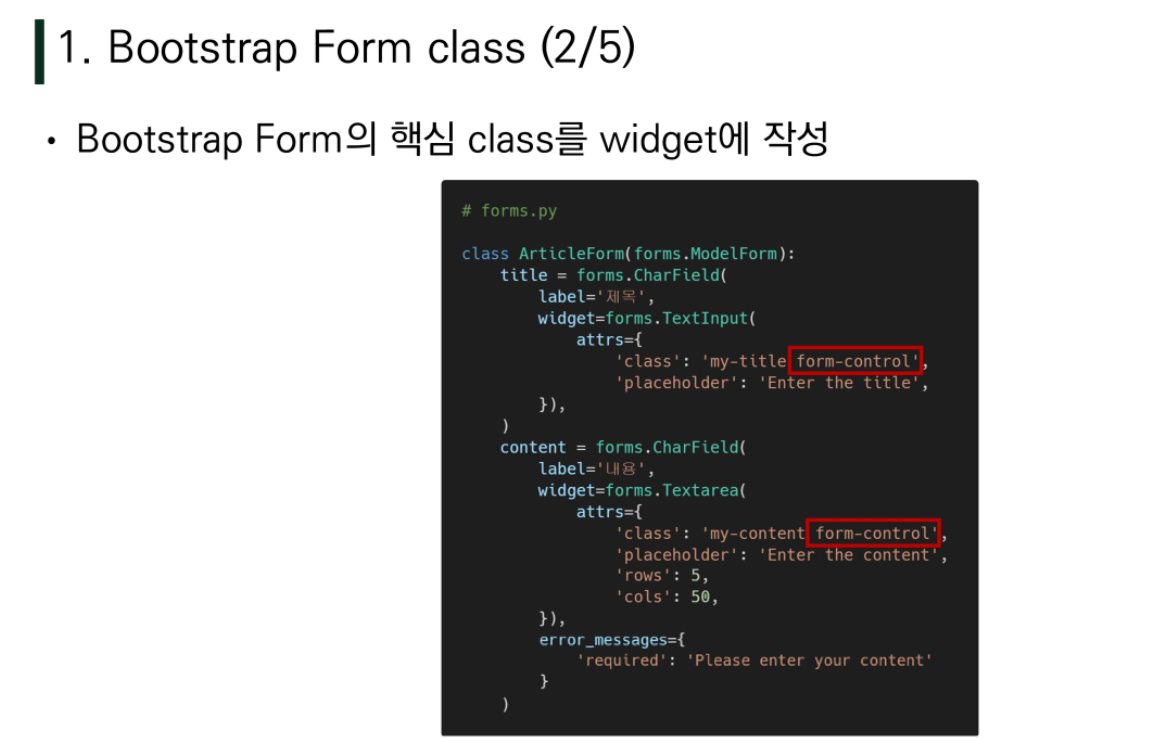 1. Bootstrap Form class (2/5)
• Bootstrap Form의 핵심 class를 widget에 작성
# forms.py
class ArticleForm(forms.ModelForm):
    title = forms.CharField(
        label='제목',
        widget=forms.TextInput(
            attrs={
                'class': 'my-title form-control',
                'placeholder': 'Enter the title',
        }),
    )
    content = forms.CharField(
        label='내용',
        widget=forms.Textarea(
            attrs={
                'class': 'my-content form-control',
                'placeholder': 'Enter the content',
                'rows': 5,
                'cols': 50,
        }),
        error_messages={
            'required': 'Please enter your content'
        }
    )